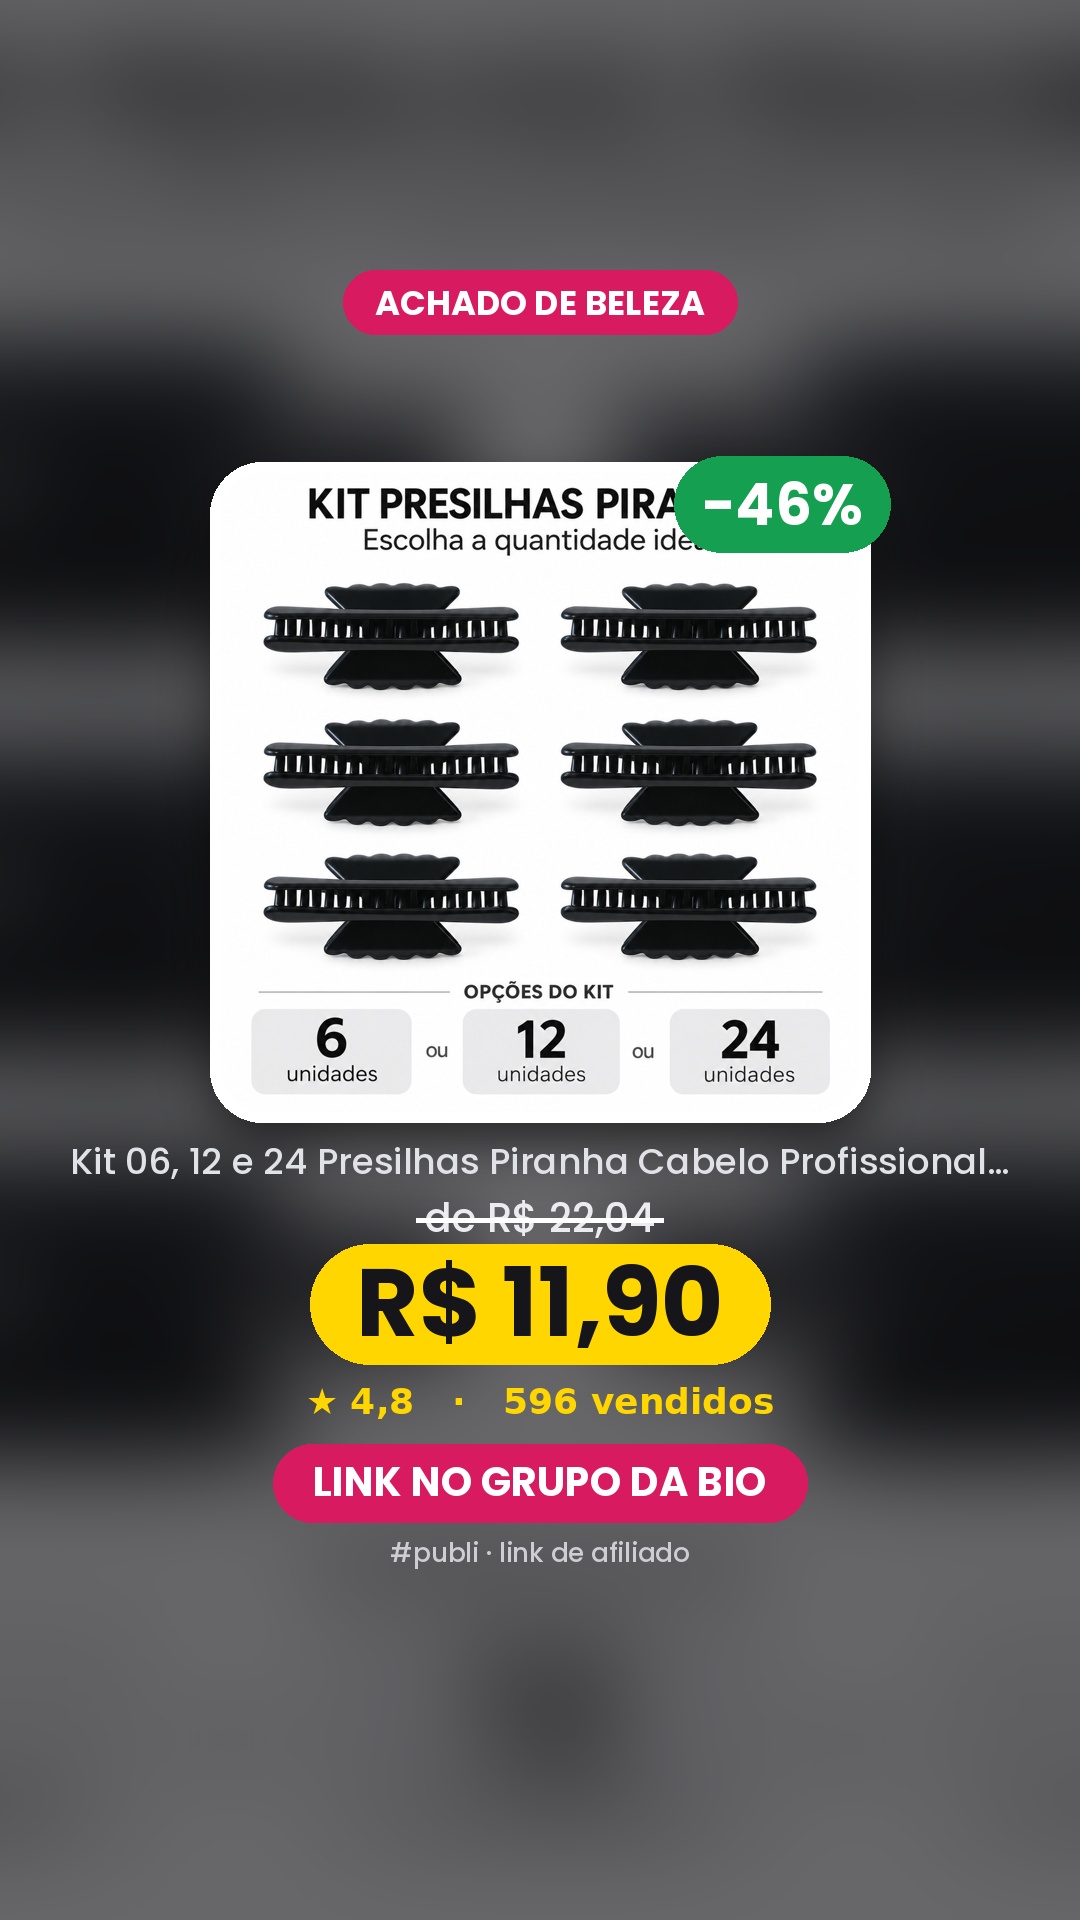 ACHADO DE BELEZA
-46%
KIT PRESILHAS
Escolha a quantidade
OPÇÕES DO KIT
6 ou 12 ou 24
unidades unidades unidades
Kit 06, 12 e 24 Presilhas Piranha Cabelo Profissional...
de R$ 22,04
R$ 11,90
★ 4,8 · 596 vendidos
LINK NO GRUPO DA BIO
#publi · link de afiliado